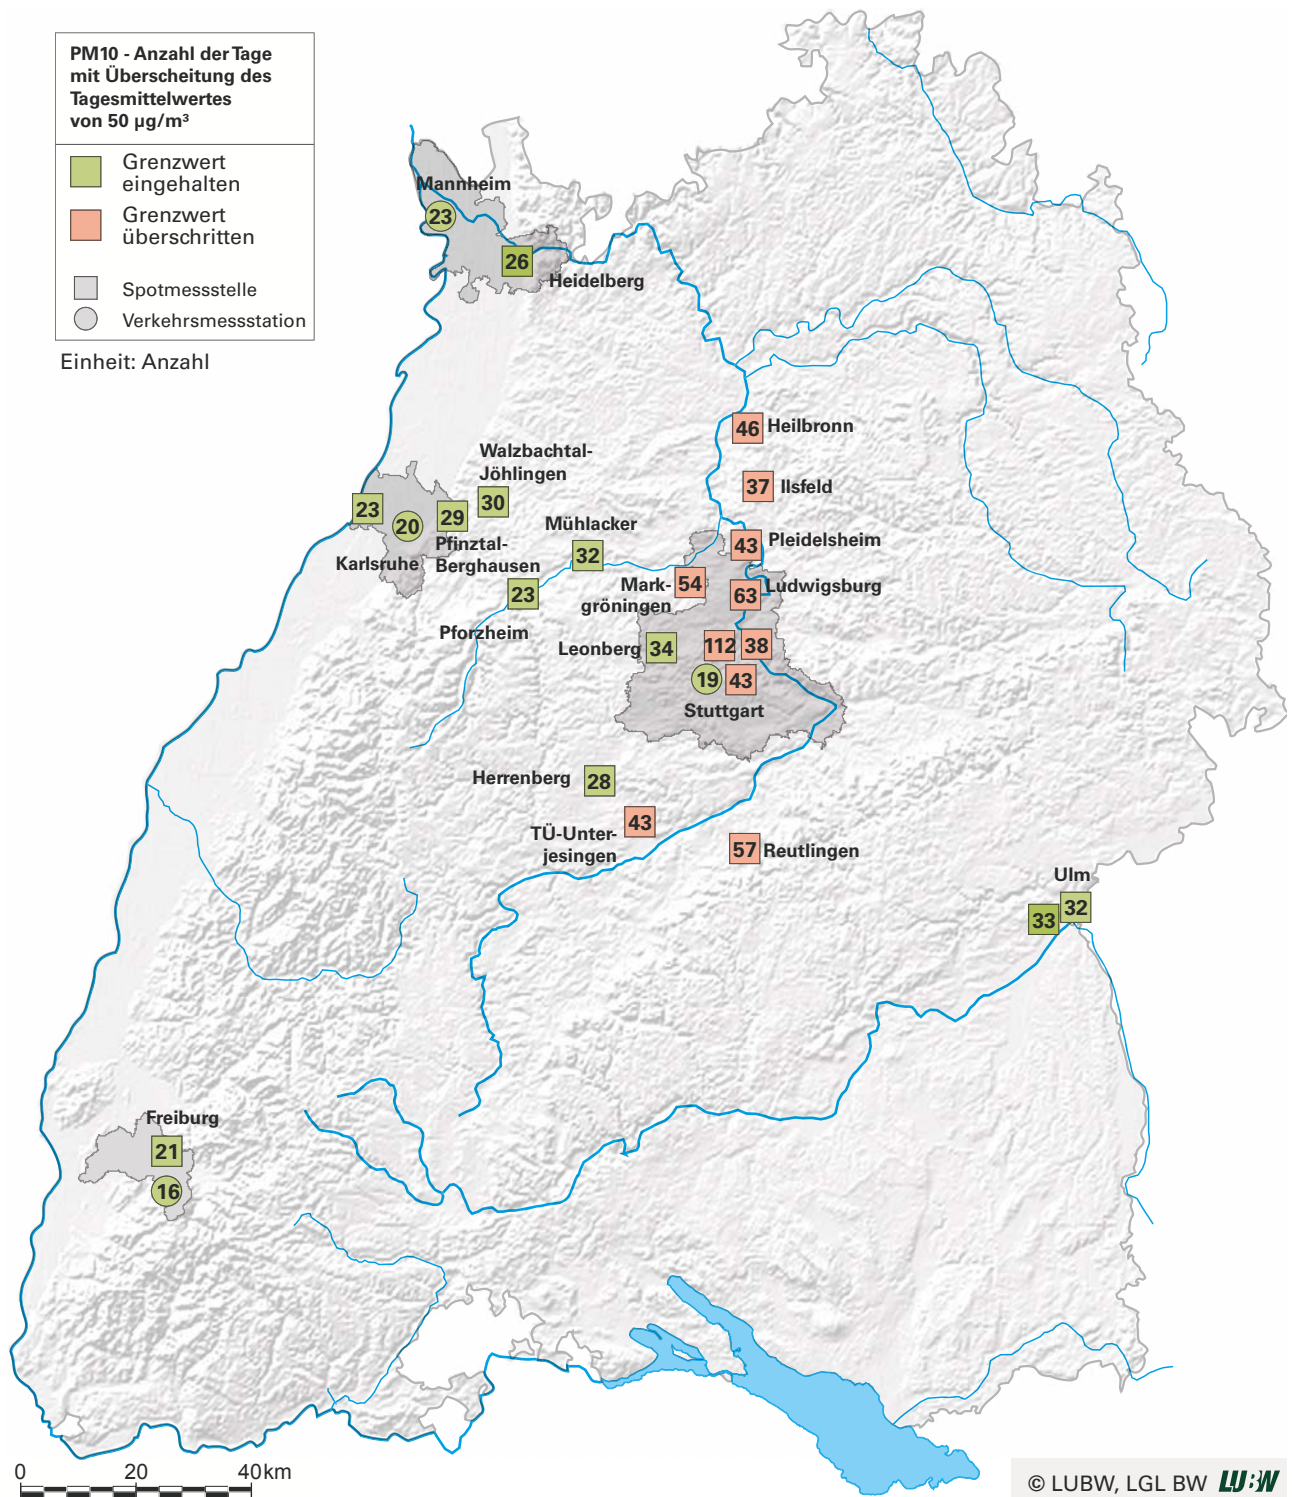 PM10 - Anzahl der Tage
mit Überscheitung des
Tagesmittelwertes
von 50 µg/m³
Grenzwert
eingehalten
Grenzwert
überschritten
Spotmessstelle
Verkehrsmessstation
Einheit: Anzahl
Mannheim
23
26
Heidelberg
46
Heilbronn
Walzbachtal-
Jöhlingen
37
Ilsfeld
30
23
20
29
Karlsruhe
Pfinztal-
Berghausen
Mühlacker
32
43
Pleidelsheim
23
Pforzheim
Mark-
gröningen
54
63
Ludwigsburg
Leonberg
34
112
38
19
43
Stuttgart
Herrenberg
28
43
TÜ-Unter-
jesingen
57
Reutlingen
Ulm
33
32
Freiburg
21
16
0
20
40 km
© LUBW, LGL BW
LUBW